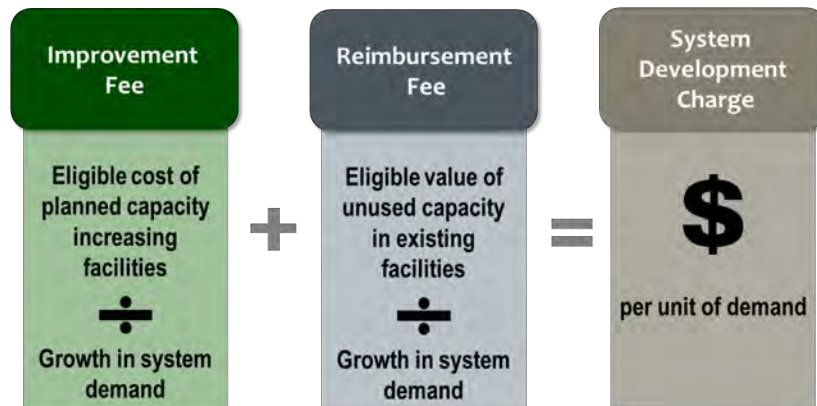 Improvement
Fee
Eligible cost of
planned capacity
increasing
facilities
÷
Growth in system
demand
+
Reimbursement
Fee
Eligible value of
unused capacity
in existing
facilities
÷
Growth in system
demand
=
System
Development
Charge
$
per unit of demand